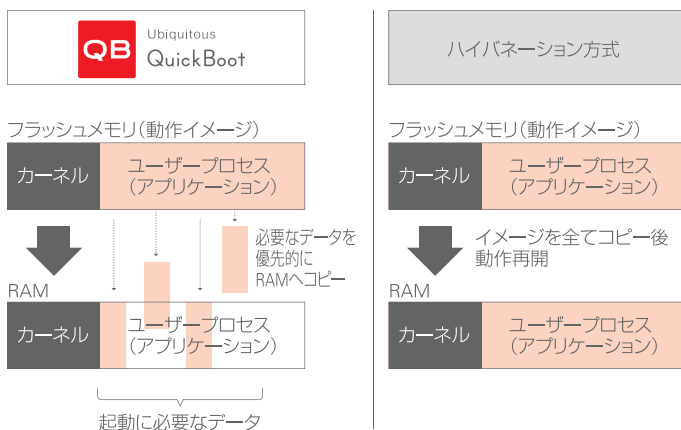 QB
Ubiquitous
QuickBoot
フラッシュメモリ(動作イメージ)
カーネル
ユーザープロセス
(アプリケーション)
必要なデータを
優先的に
RAMへコピー
RAM
カーネル
ユーザープロセス
(アプリケーション)
起動に必要なデータ
ハイバネーション方式
フラッシュメモリ(動作イメージ)
カーネル
ユーザープロセス
(アプリケーション)
イメージを全てコピー後
動作再開
RAM
カーネル
ユーザープロセス
(アプリケーション)